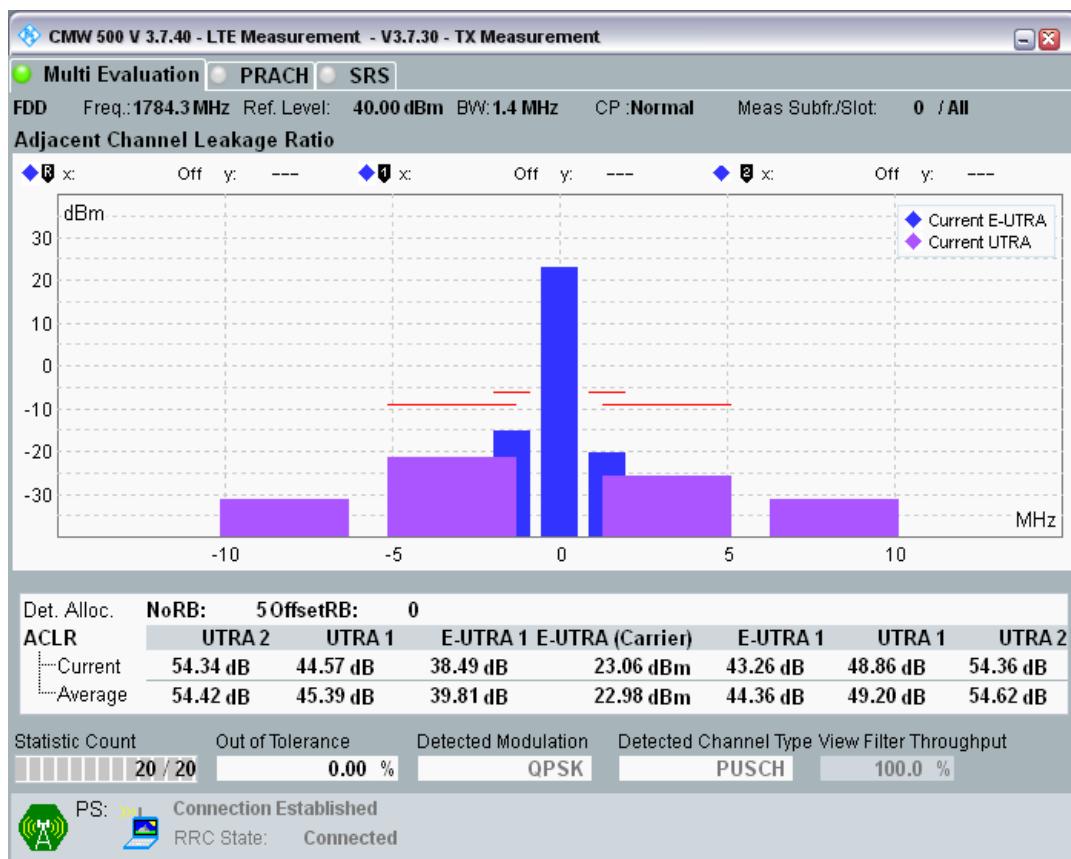 CMW 500 V 3.7.40 - LTE Measurement - V3.7.30 - TX Measurement
Multi Evaluation PRACH SRS
FDD Freq.: 1784.3 MHz Ref. Level: 40.00 dBm BW: 1.4 MHz CP :Normal Meas Subfr./Slot: 0 / All
Adjacent Channel Leakage Ratio
R x: Off y: --- 1 x: Off y: --- 2 x: Off y: ---
dBm
Current E-UTRA
Current UTRA
30
20
10
0
-10
-20
-30
MHz
-10 -5 0 5 10
Det. Alloc. NoRB: 5 OffsetRB: 0
ACLR UTRA 2 UTRA 1 E-UTRA 1 E-UTRA (Carrier) E-UTRA 1 UTRA 1 UTRA 2
Current 54.34 dB 44.57 dB 38.49 dB 23.06 dBm 43.26 dB 48.86 dB 54.36 dB
Average 54.42 dB 45.39 dB 39.81 dB 22.98 dBm 44.36 dB 49.20 dB 54.62 dB
Statistic Count Out of Tolerance Detected Modulation Detected Channel Type View Filter Throughput
20 / 20 0.00 % QPSK PUSCH 100.0 %
PS: Connection Established
RRC State: Connected